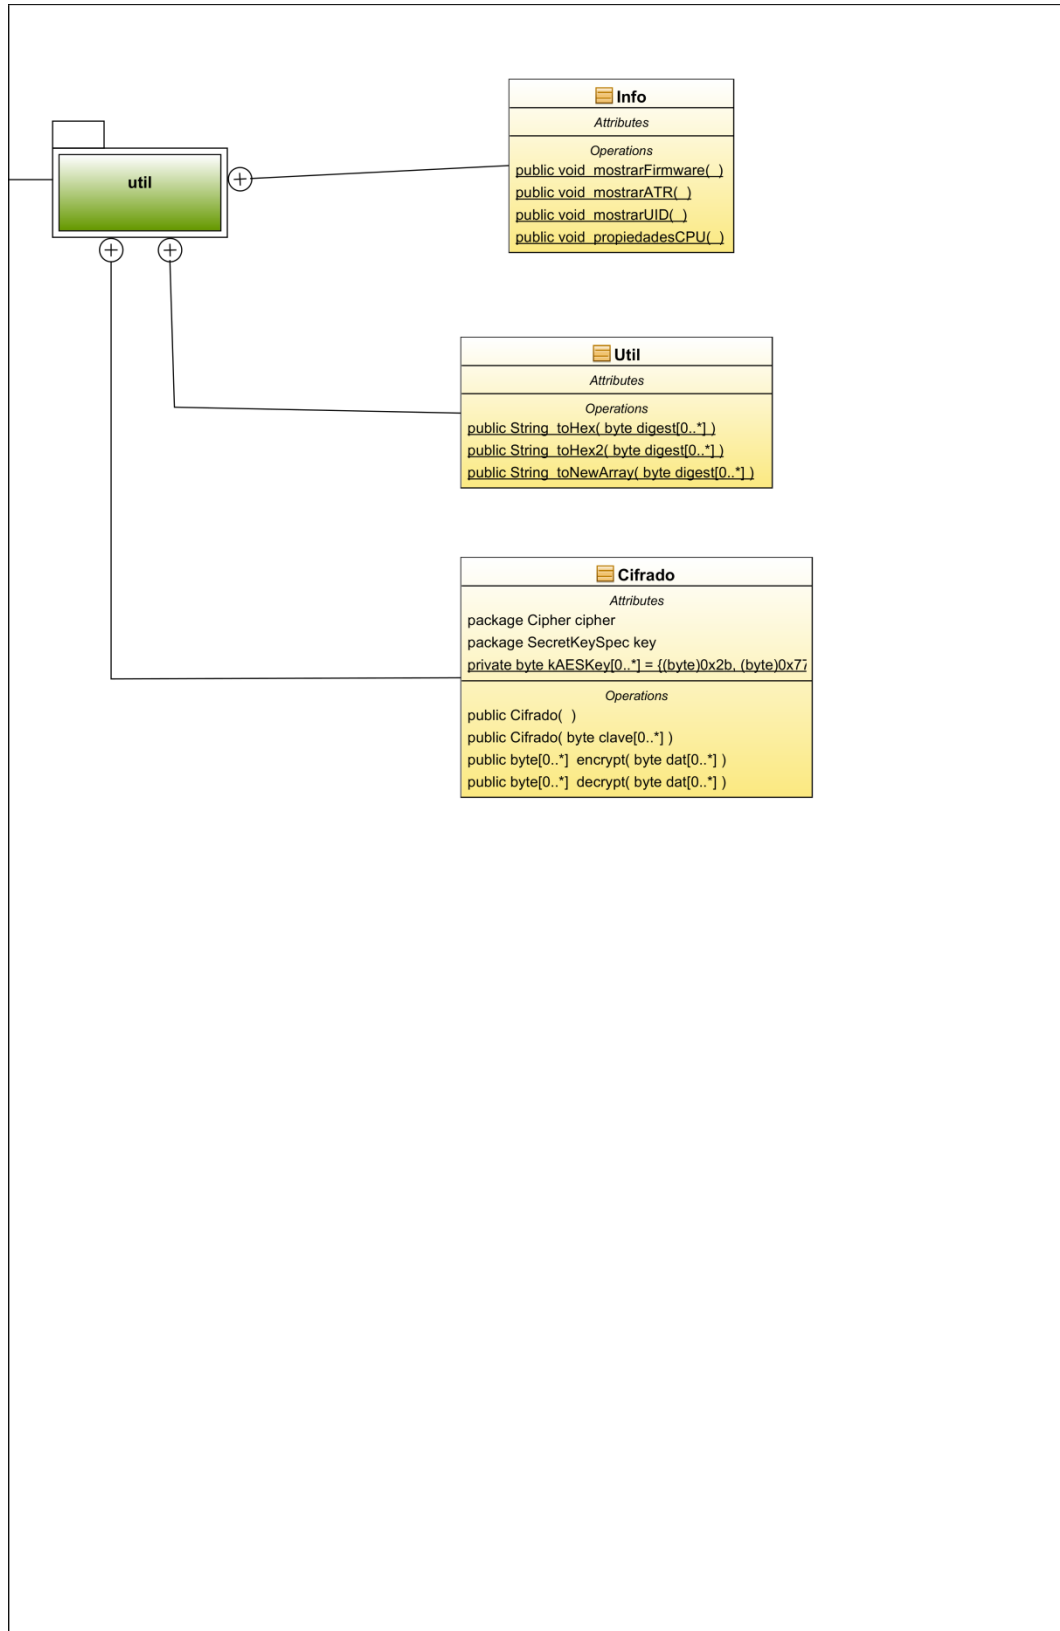 util
Info
Attributes
Operations
public void mostrarFirmware( )
public void mostrarATR( )
public void mostrarUID( )
public void propiedadesCPU( )
Util
Attributes
Operations
public String toHex( byte digest[0..*] )
public String toHex2( byte digest[0..*] )
public String toNewArray( byte digest[0..*] )
Cifrado
Attributes
package Cipher cipher
package SecretKeySpec key
private byte kAESKey[0..*] = {(byte)0x2b, (byte)0x77
Operations
public Cifrado( )
public Cifrado( byte clave[0..*] )
public byte[0..*] encrypt( byte dat[0..*] )
public byte[0..*] decrypt( byte dat[0..*] )